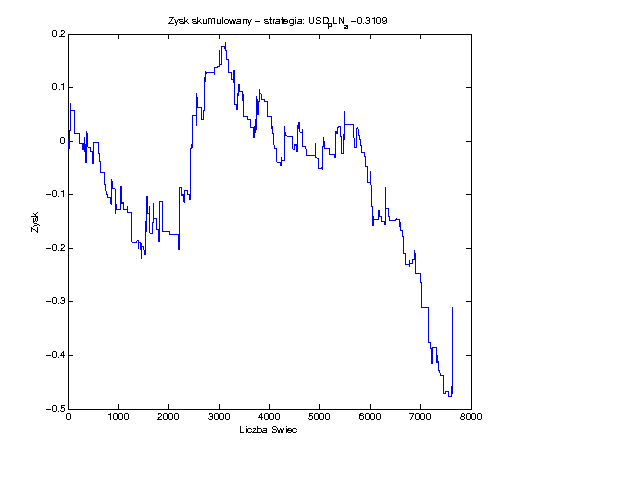 Zysk skumulowany – strategia: USDpLNa –0.3109
0.2
0.1
0
–0.1
–0.2
–0.3
–0.4
–0.5
Zysk
0 1000 2000 3000 4000 5000 6000 7000 8000
Liczba Swiec